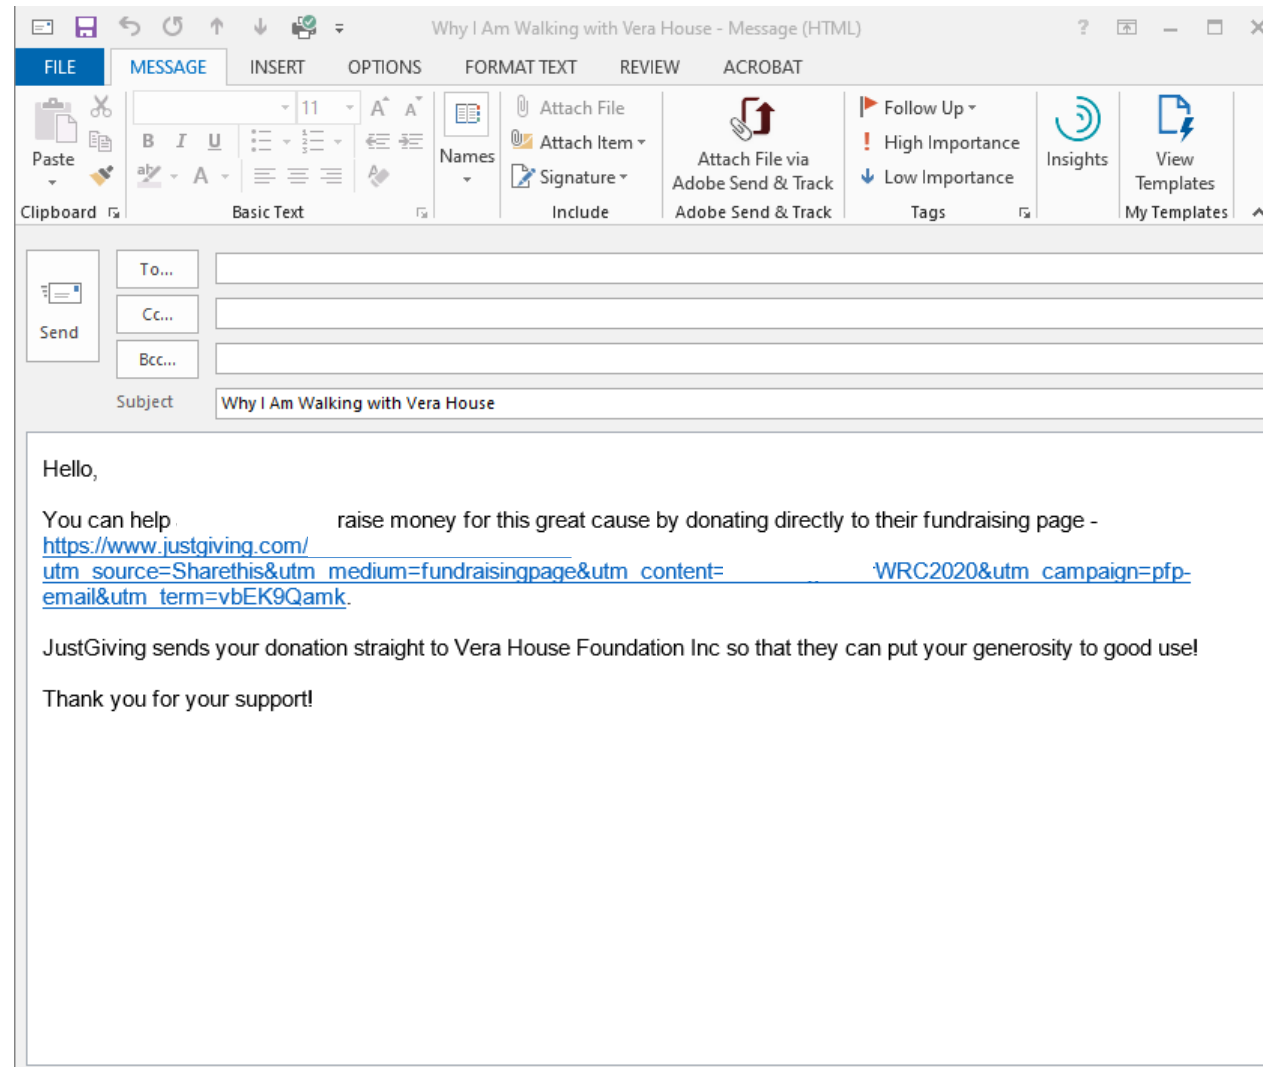 Why I Am Walking with Vera House - Message (HTML)
FILE MESSAGE INSERT OPTIONS FORMAT TEXT REVIEW ACROBAT
11 A A Attach File Follow Up
B I U Attach Item High Importance
Paste Names Attach File via Insights View
aby A Signature Adobe Send & Track Low Importance Templates
Clipboard Basic Text Include Adobe Send & Track Tags My Templates
To...
Send
Cc...
Bcc...
Subject Why I Am Walking with Vera House
Hello,
You can help raise money for this great cause by donating directly to their fundraising page -
https://www.justgiving.com/
utm_source=Sharethis&utm_medium=fundraisingpage&utm_content= WRC2020&utm_campaign=pfp-
email&utm_term=vbEK9Qamk.
JustGiving sends your donation straight to Vera House Foundation Inc so that they can put your generosity to good use!
Thank you for your support!